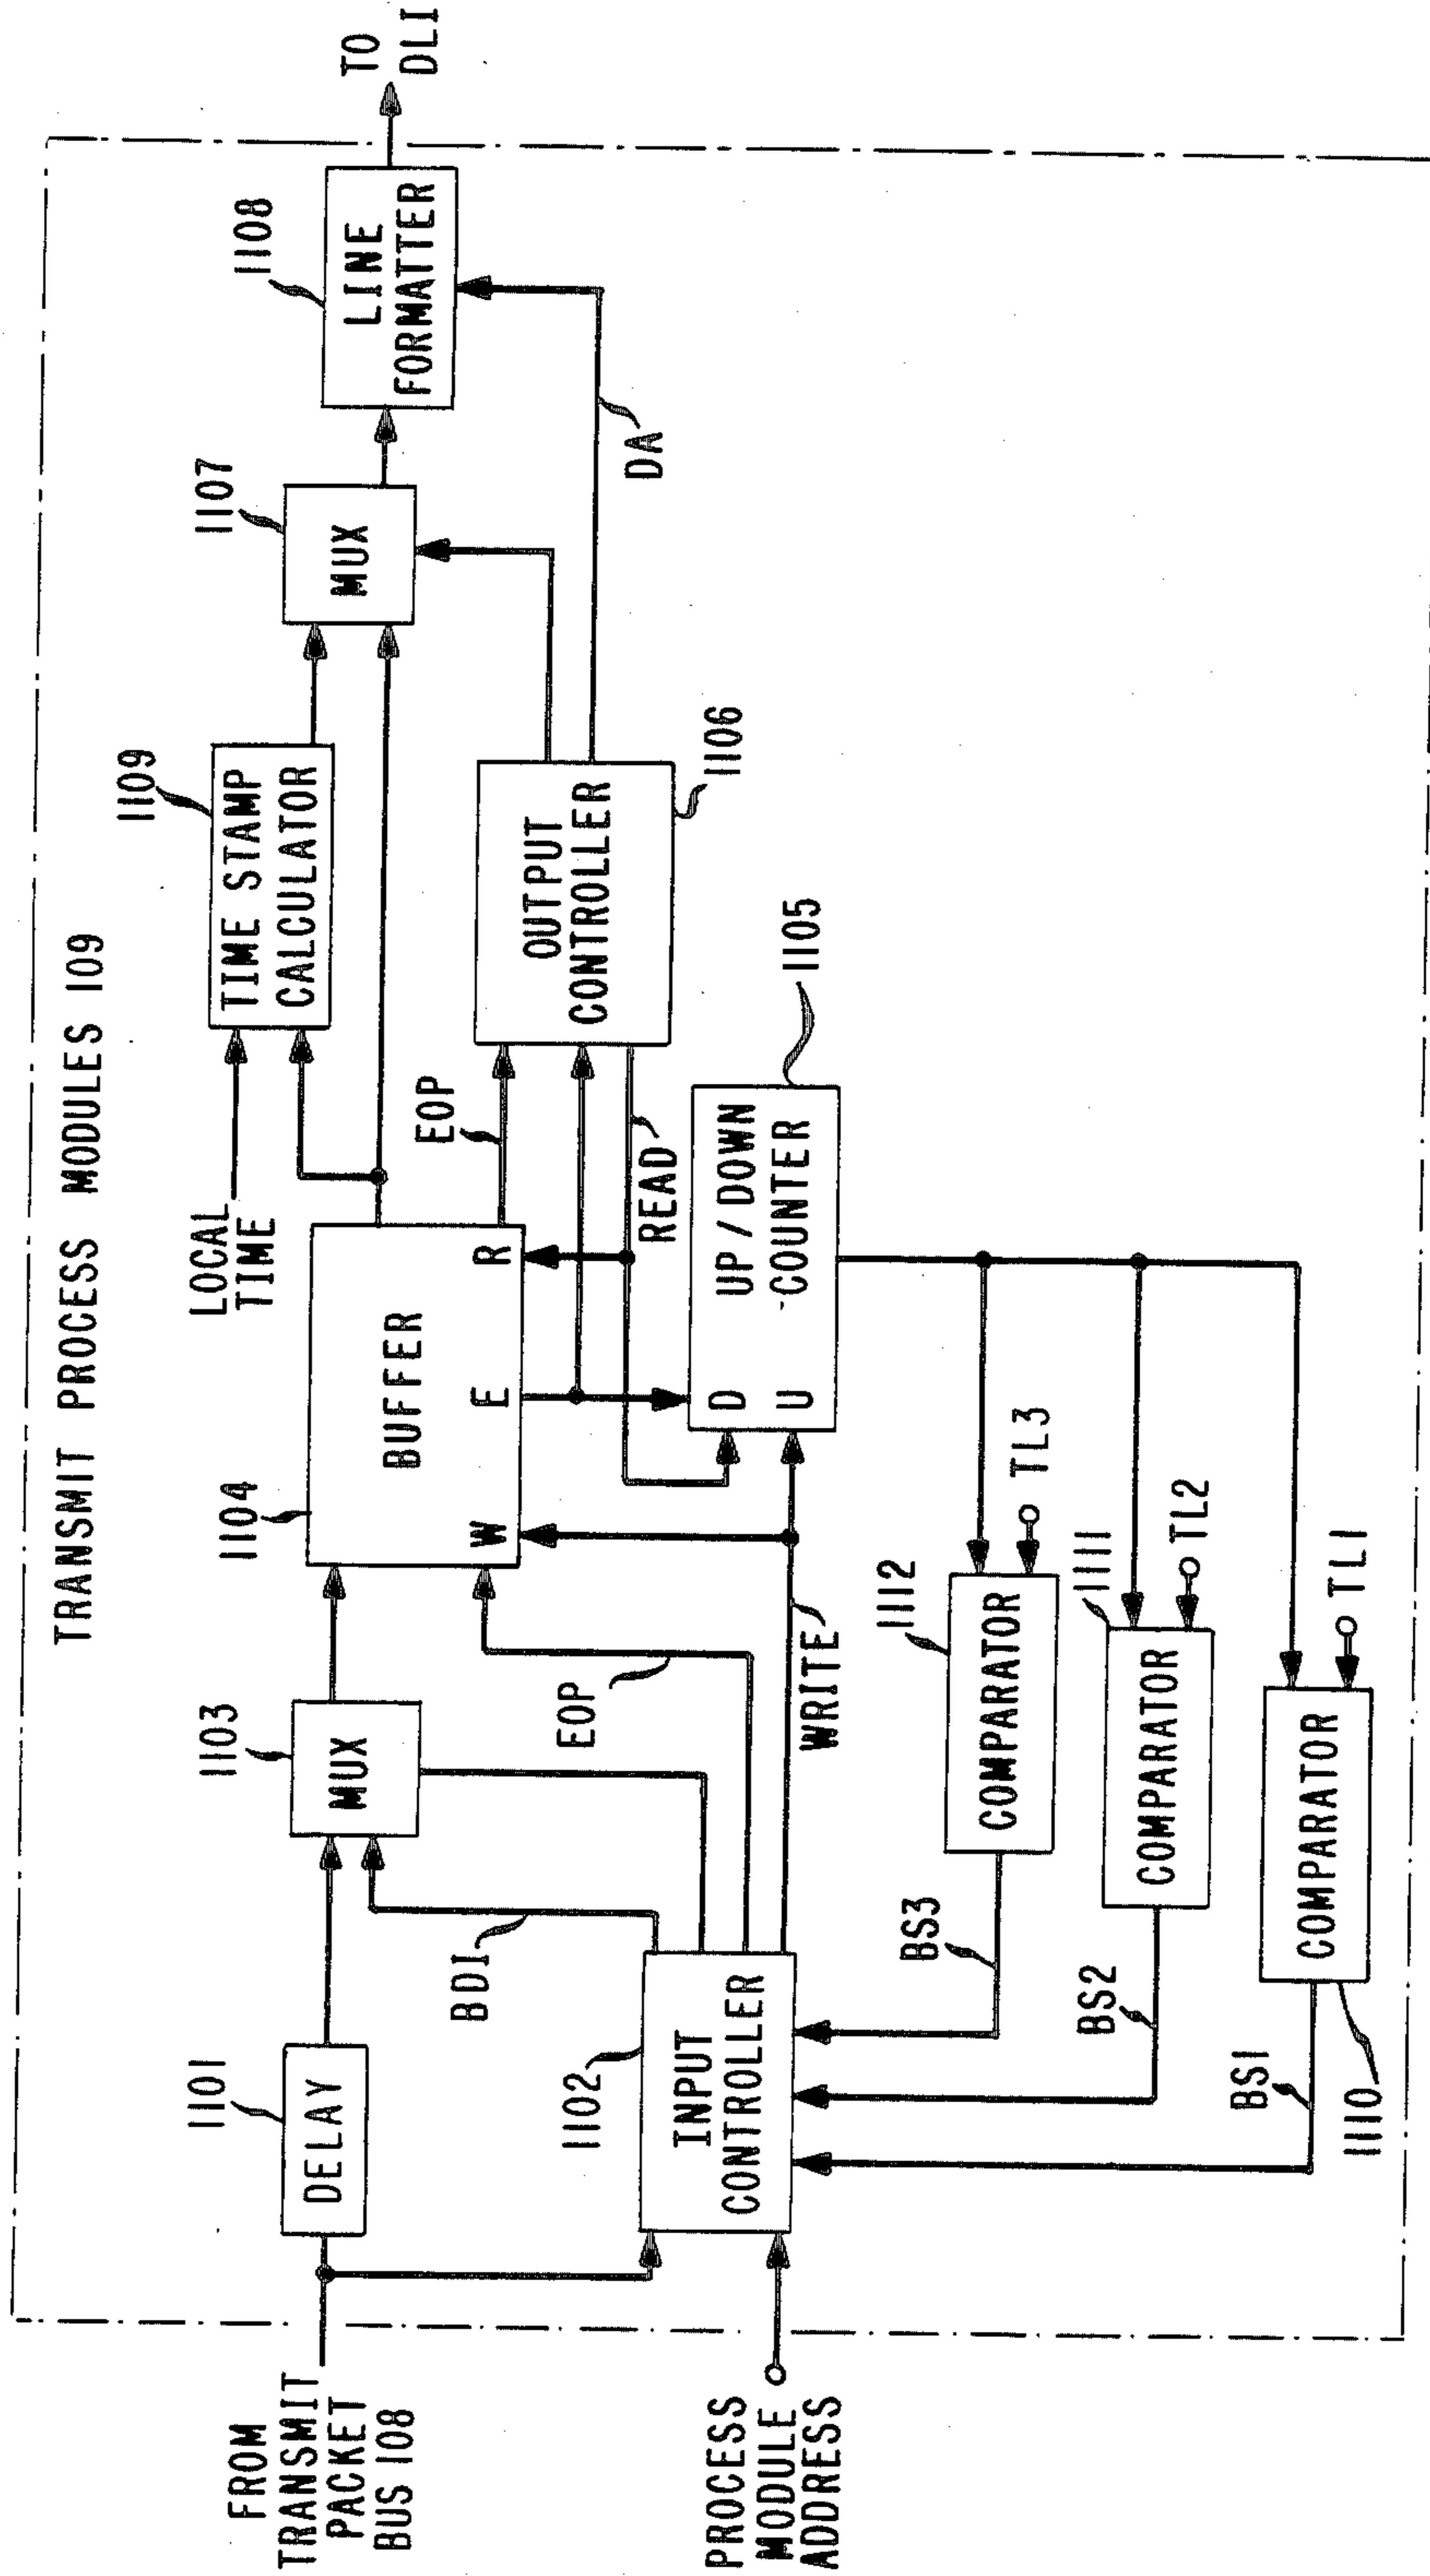 TRANSMIT PROCESS MODULES 109
FROM
TRANSMIT
PACKET
BUS 108
1101
DELAY
1103
MUX
BDI
EOP
1104
BUFFER
W
E
R
LOCAL
TIME
1109
TIME STAMP
CALCULATOR
1107
MUX
1108
LINE
FORMATTER
TO
DLI
EOP
OUTPUT
CONTROLLER
1106
DA
READ
PROCESS
MODULE
ADDRESS
1102
INPUT
CONTROLLER
WRITE
D
U
UP/DOWN
COUNTER
1105
BS3
1112
COMPARATOR
TL3
BS2
1111
COMPARATOR
TL2
BS1
1110
COMPARATOR
TL1